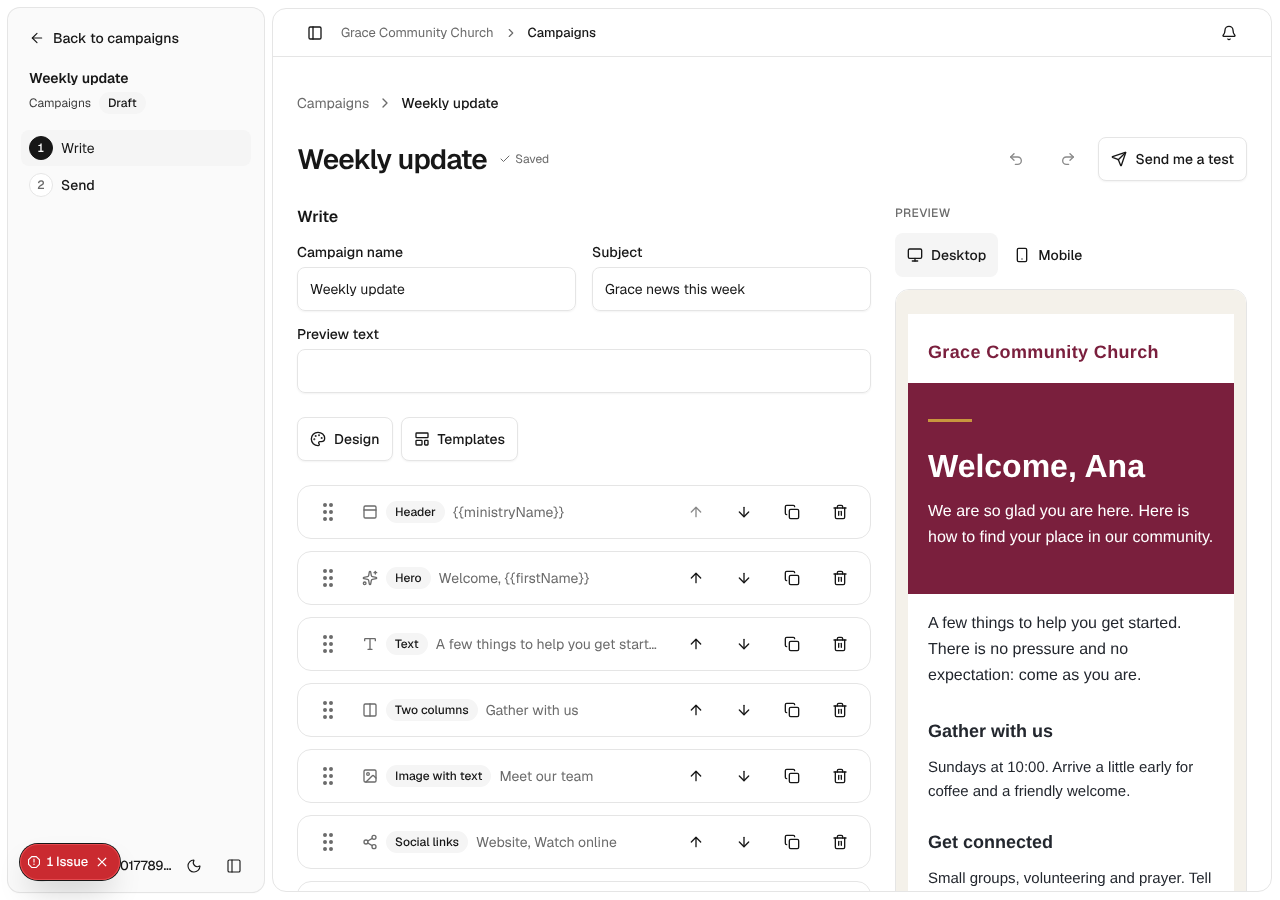 Back to campaigns
Weekly update
Campaigns Draft
1 Write
2 Send
1 Issue
017789...
Grace Community Church > Campaigns
Campaigns > Weekly update
Weekly update Saved
Send me a test
Write
Campaign name
Subject
Weekly update
Grace news this week
Preview text
Design
Templates
Header {{ministryName}}
Hero Welcome, {{firstName}}
Text A few things to help you get start...
Two columns Gather with us
Image with text Meet our team
Social links Website, Watch online
PREVIEW
Desktop Mobile
Grace Community Church
Welcome, Ana
We are so glad you are here. Here is
how to find your place in our community.
A few things to help you get started.
There is no pressure and no
expectation: come as you are.
Gather with us
Sundays at 10:00. Arrive a little early for
coffee and a friendly welcome.
Get connected
Small groups, volunteering and prayer. Tell